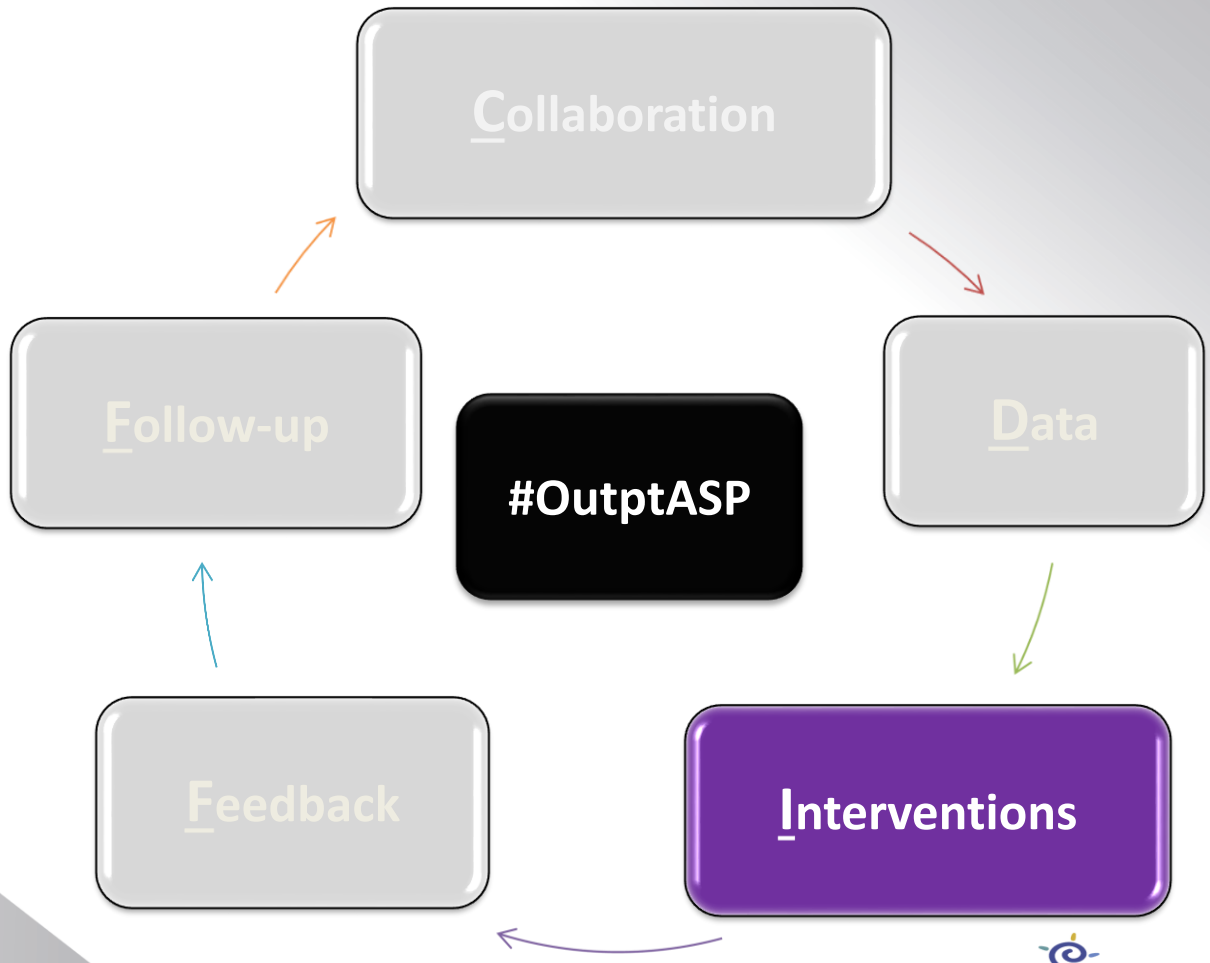 Collaboration
Data
Interventions
Feedback
Follow-up
#OutptASP